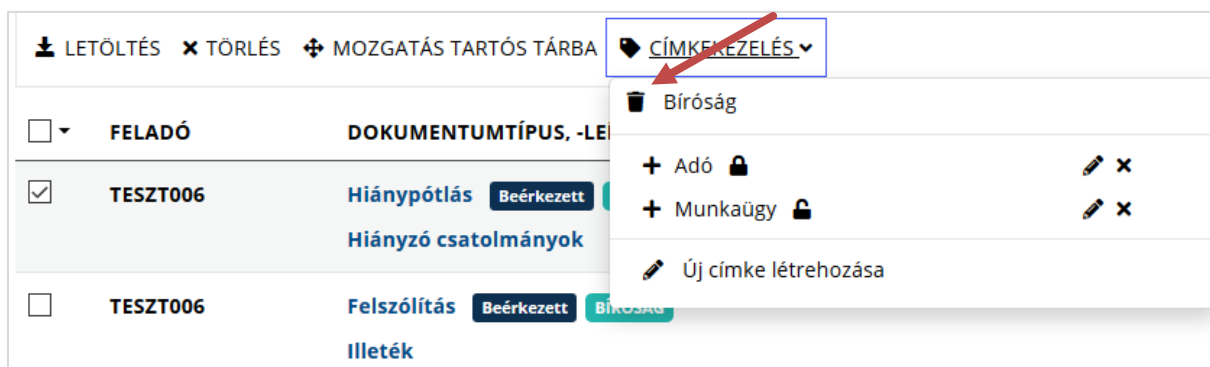 LETÖLTÉS TÖRLÉS MOZGATÁS TARTÓS TÁRBA CÍMKEKEZELÉS
Bíróság
FELADÓ DOKUMENTUMTÍPUS,
Adó
TESZT006 Hiánypótlás Beérkezett
Munkaügy
Hiányzó csatolmányok
Új címke létrehozása
TESZT006 Felszólítás Beérkezett BÍRÓSÁG
Illeték